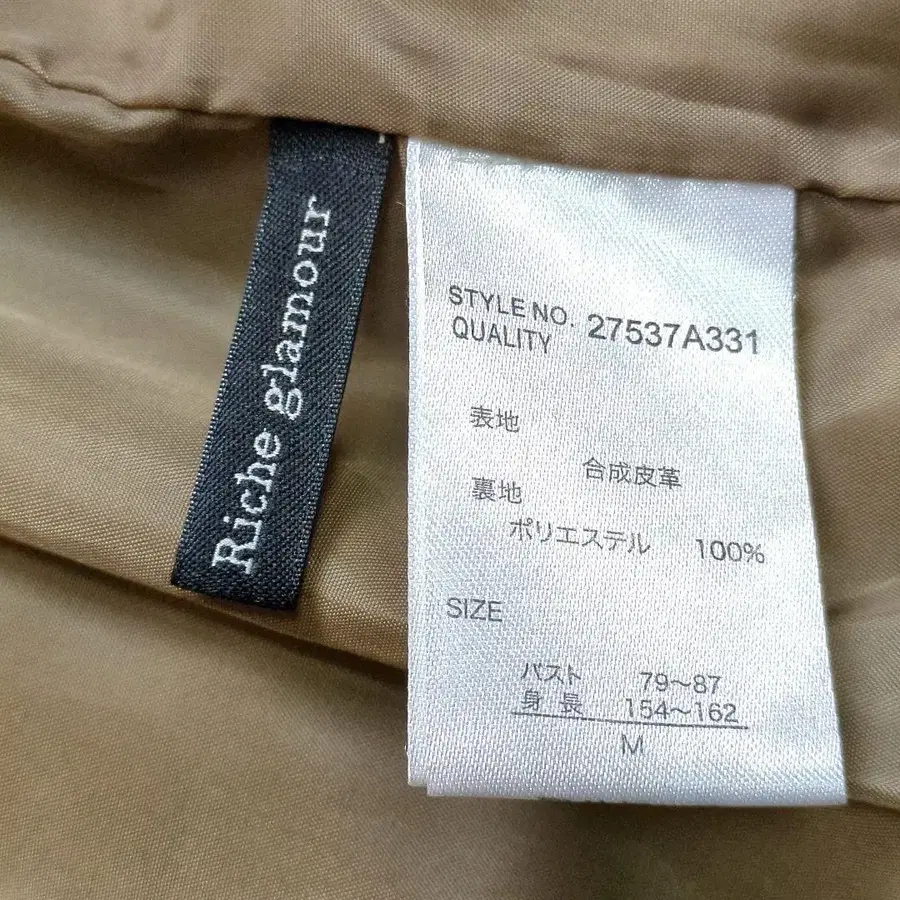 Riche glamour
STYLE NO. 27537A331
QUALITY
表地
合成皮革
裏地
ポリエステル 100%
SIZE
バスト 79〜87
身長 154〜162
M